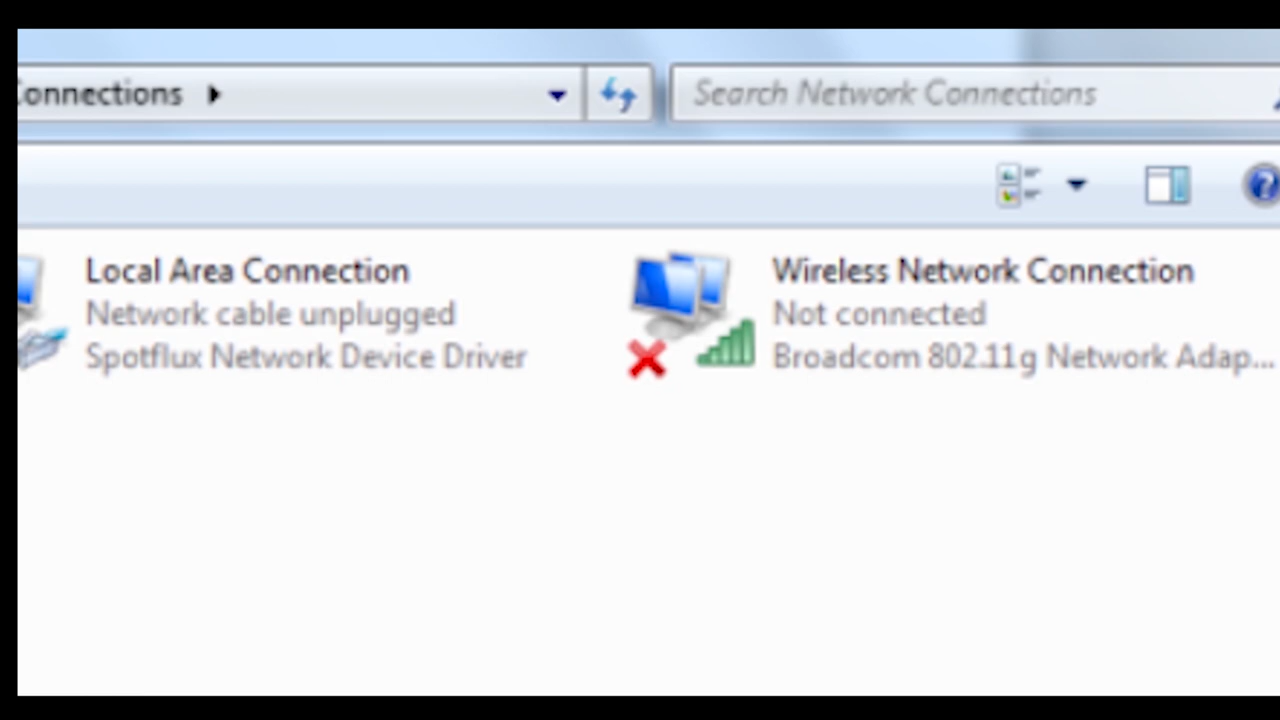 Connections
Search Network Connections
Local Area Connection
Network cable unplugged
Spotflux Network Device Driver
Wireless Network Connection
Not connected
Broadcom 802.11g Network Adap...